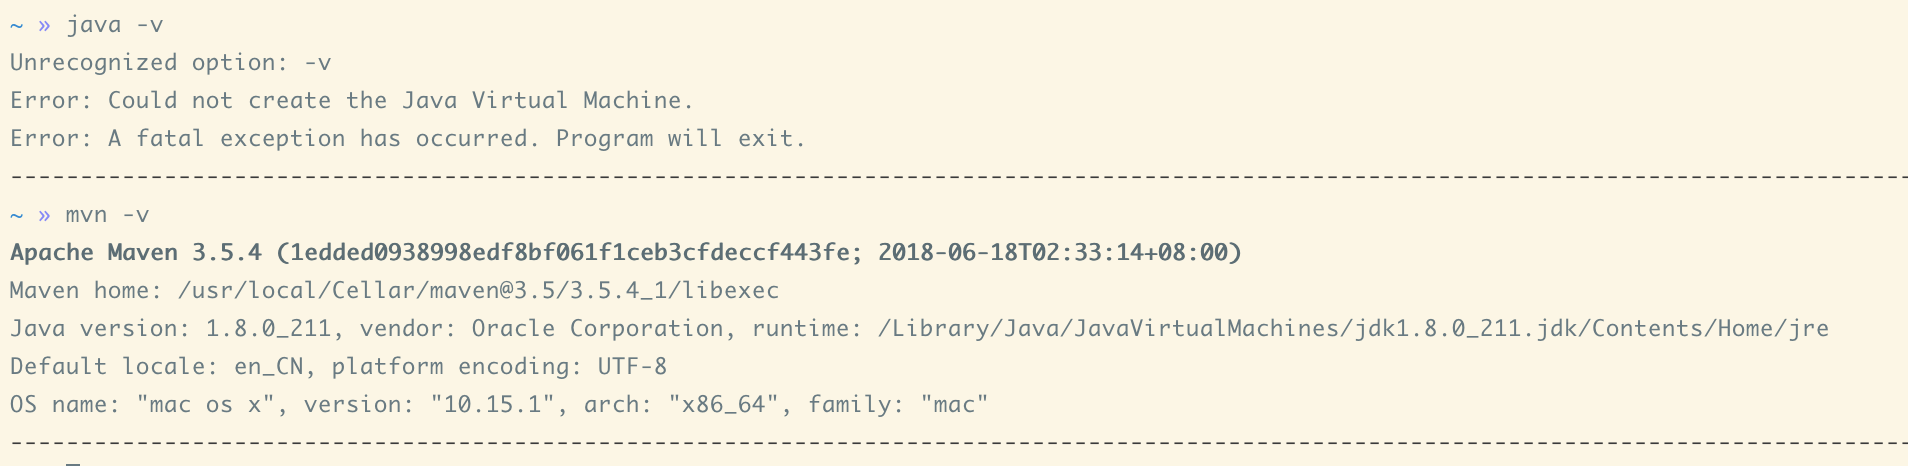 ~ » java -v
Unrecognized option: -v
Error: Could not create the Java Virtual Machine.
Error: A fatal exception has occurred. Program will exit.
----------------------------------------------------------------------------------------------------------------------------------------
~ » mvn -v
Apache Maven 3.5.4 (1edded0938998edf8bf061f1ceb3cfdeccf443fe; 2018-06-18T02:33:14+08:00)
Maven home: /usr/local/Cellar/maven@3.5/3.5.4_1/libexec
Java version: 1.8.0_211, vendor: Oracle Corporation, runtime: /Library/Java/JavaVirtualMachines/jdk1.8.0_211.jdk/Contents/Home/jre
Default locale: en_CN, platform encoding: UTF-8
OS name: "mac os x", version: "10.15.1", arch: "x86_64", family: "mac"
----------------------------------------------------------------------------------------------------------------------------------------